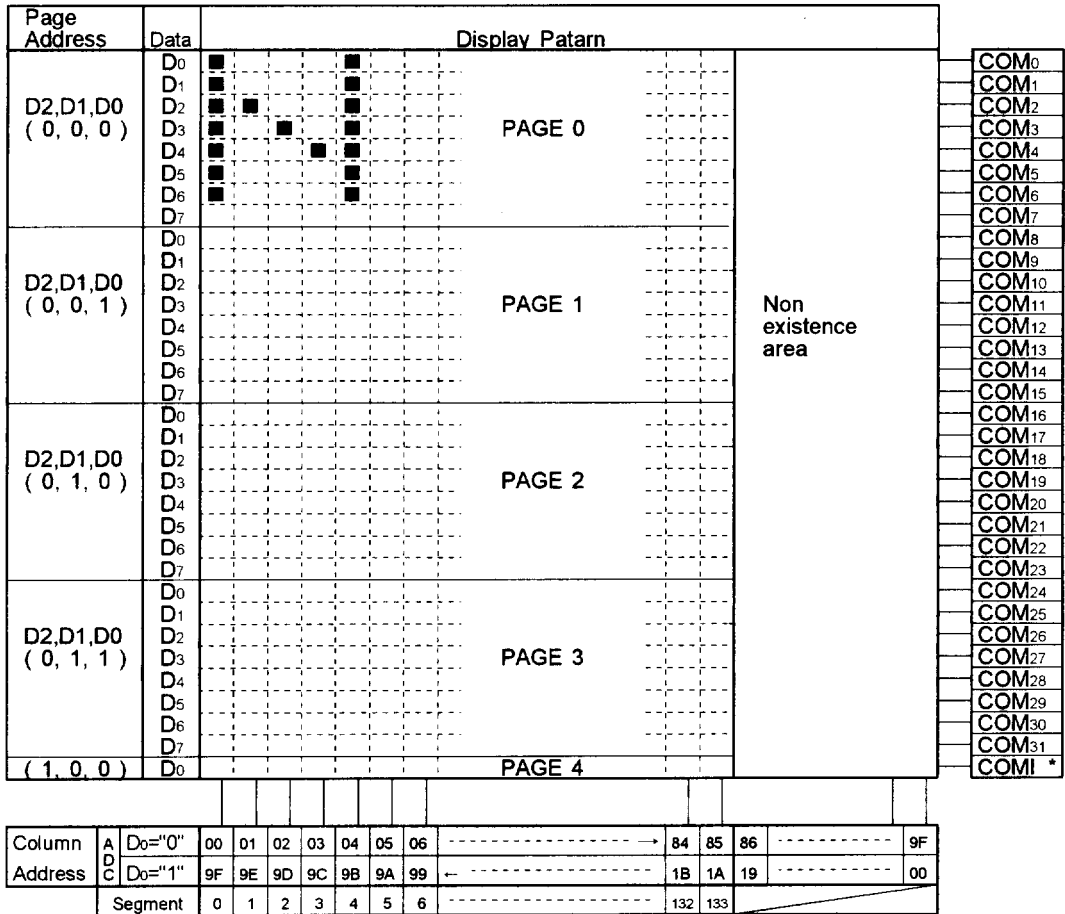 Page Address Data Display Patarn
D2,D1,D0
( 0, 0, 0 )
D0
D1
D2
D3
D4
D5
D6
D7
PAGE 0
D2,D1,D0
( 0, 0, 1 )
D0
D1
D2
D3
D4
D5
D6
D7
PAGE 1
D2,D1,D0
( 0, 1, 0 )
D0
D1
D2
D3
D4
D5
D6
D7
PAGE 2
D2,D1,D0
( 0, 1, 1 )
D0
D1
D2
D3
D4
D5
D6
D7
PAGE 3
( 1, 0, 0 ) D0 PAGE 4
Non
existence
area
COM0
COM1
COM2
COM3
COM4
COM5
COM6
COM7
COM8
COM9
COM10
COM11
COM12
COM13
COM14
COM15
COM16
COM17
COM18
COM19
COM20
COM21
COM22
COM23
COM24
COM25
COM26
COM27
COM28
COM29
COM30
COM31
COMI *
Column Address
ADC
D0="0" 00 01 02 03 04 05 06 84 85 86 9F
D0="1" 9F 9E 9D 9C 9B 9A 99 1B 1A 19 00
Segment 0 1 2 3 4 5 6 132 133